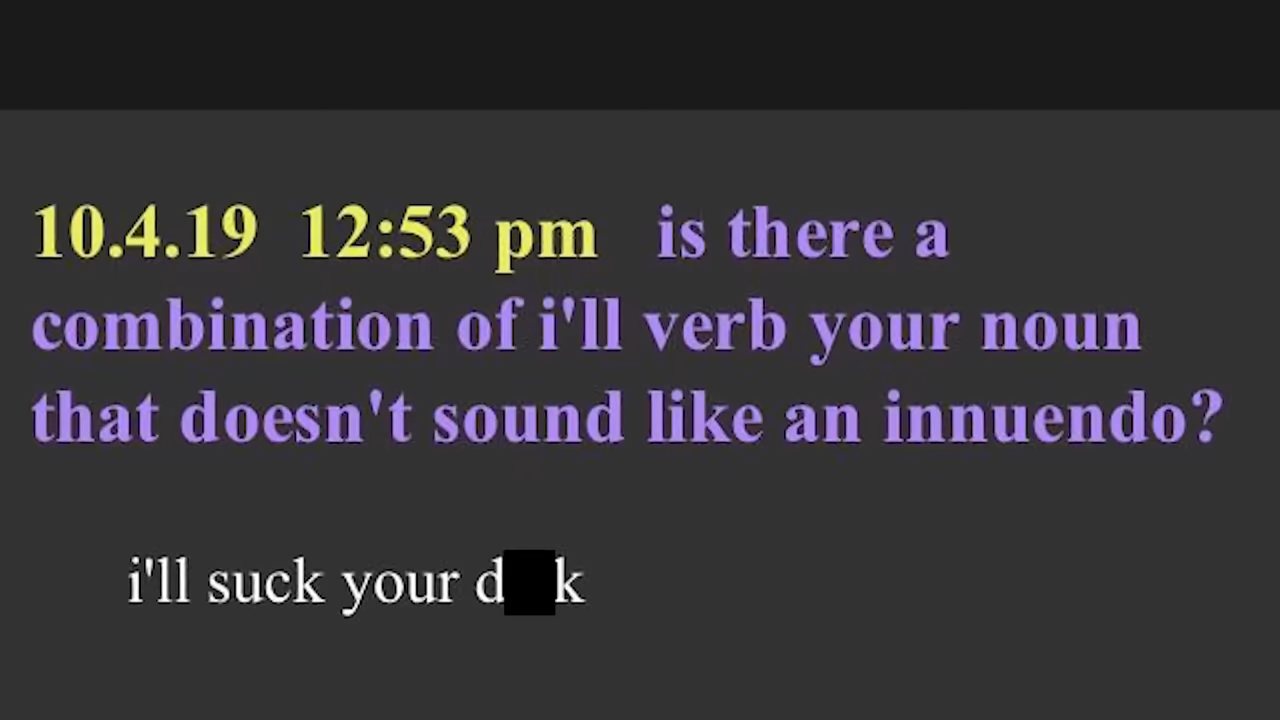 10.4.19 12:53 pm is there a
combination of i'll verb your noun
that doesn't sound like an innuendo?
i'll suck your d k